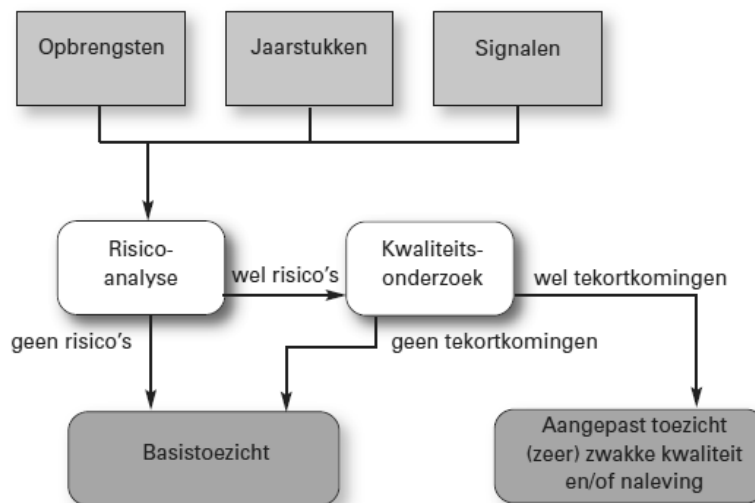 Opbrengsten
Jaarstukken
Signalen
Risico-
analyse
wel risico's
Kwaliteits-
onderzoek
wel tekortkomingen
geen risico's
geen tekortkomingen
Basistoezicht
Aangepast toezicht
(zeer) zwakke kwaliteit
en/of naleving